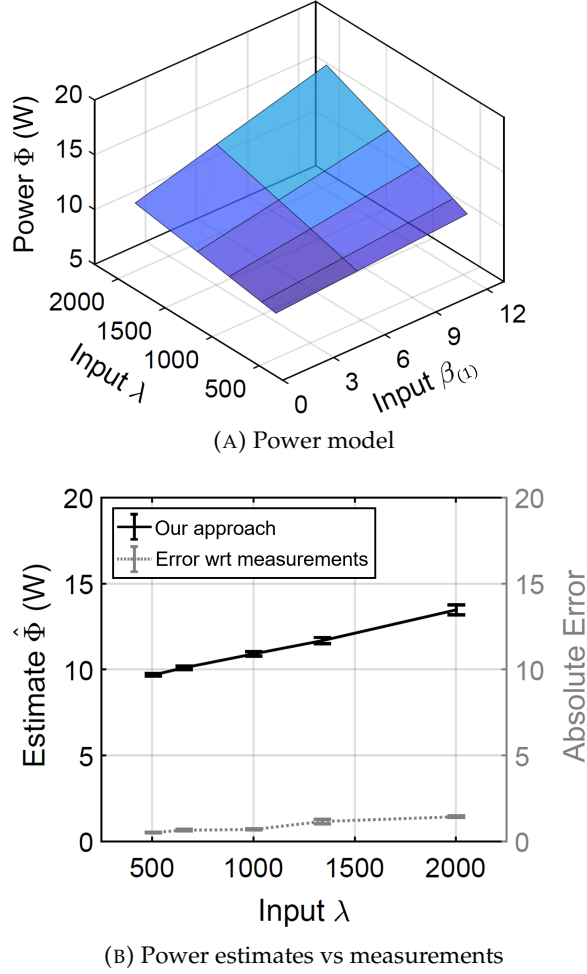 20
15
10
5
Power Φ (W)
2000
1500
1000
500
Input λ
0
3
6
9
12
Input β(1)
(A) Power model
20
15
10
5
0
Estimate Φ̂ (W)
Our approach
Error wrt measurements
20
15
10
5
0
Absolute Error
500 1000 1500 2000
Input λ
(B) Power estimates vs measurements